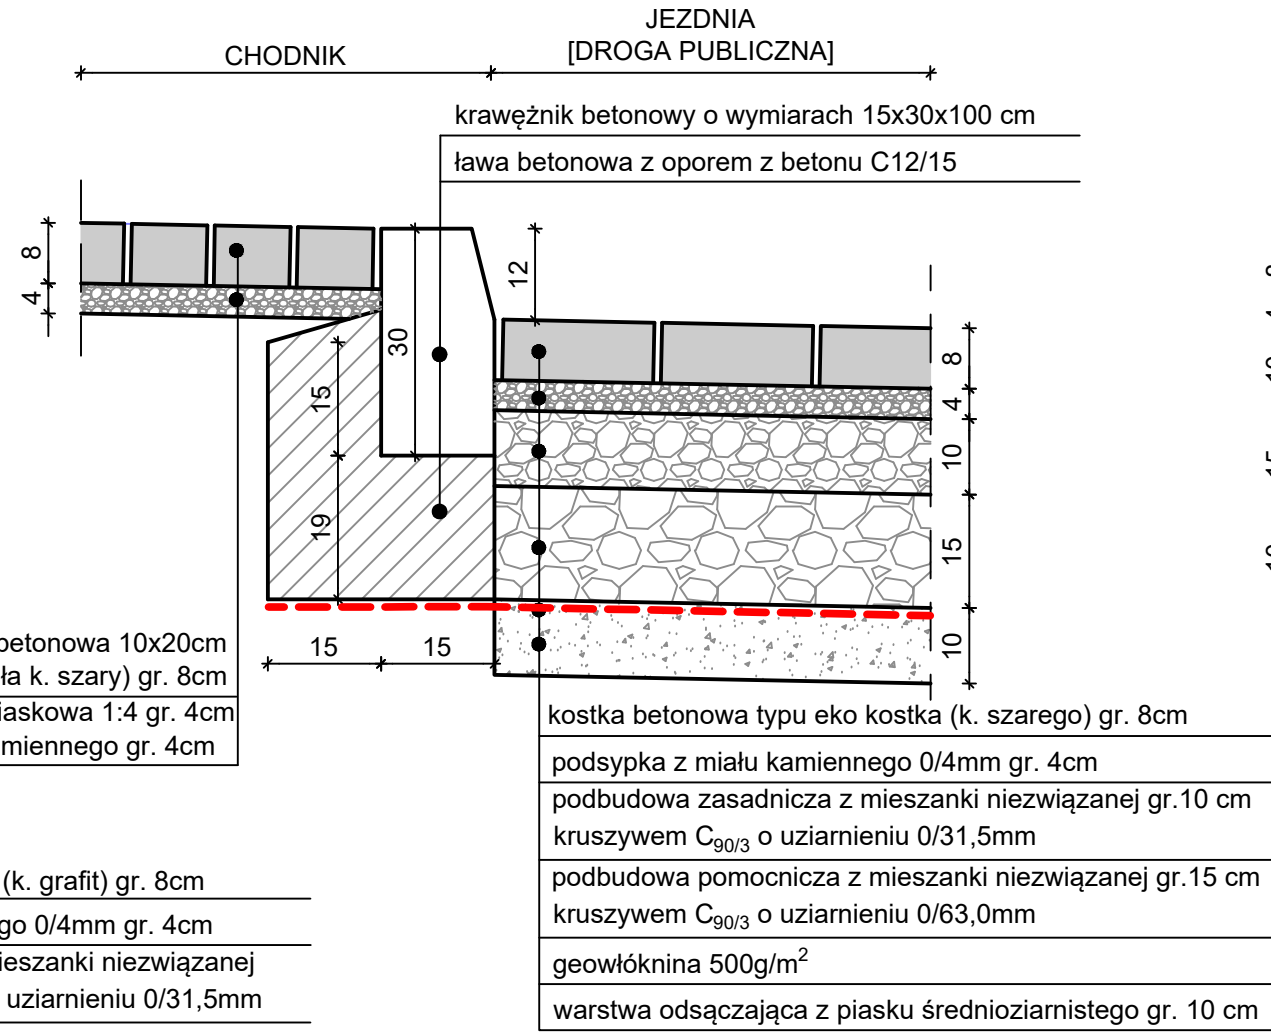 JEZDNIA
[DROGA PUBLICZNA]
CHODNIK
krawężnik betonowy o wymiarach 15x30x100 cm
ława betonowa z oporem z betonu C12/15
8
4
12
30
15
19
8
4
10
15
10
15
15
betonowa 10x20cm
ła k. szary) gr. 8cm
iaskowa 1:4 gr. 4cm
miennego gr. 4cm
kostka betonowa typu eko kostka (k. szarego) gr. 8cm
podsypka z miału kamiennego 0/4mm gr. 4cm
podbudowa zasadnicza z mieszanki niezwiązanej gr.10 cm
kruszywem C90/3 o uziarnieniu 0/31,5mm
podbudowa pomocnicza z mieszanki niezwiązanej gr.15 cm
kruszywem C90/3 o uziarnieniu 0/63,0mm
geowłóknina 500g/m²
warstwa odsączająca z piasku średnioziarnistego gr. 10 cm
(k. grafit) gr. 8cm
go 0/4mm gr. 4cm
ieszanki niezwiązanej
uziarnieniu 0/31,5mm